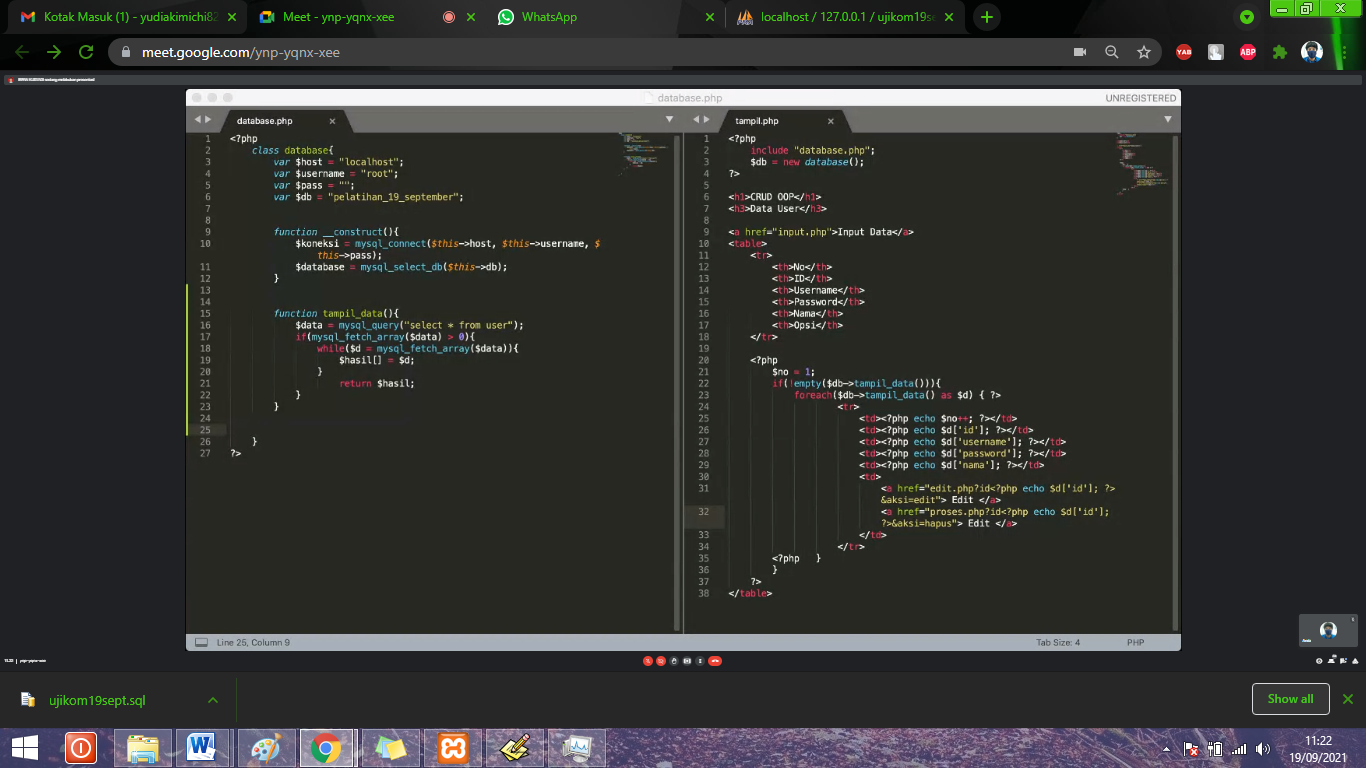 Kotak Masuk (1) - yudiakimichi82
Meet - ynp-yqnx-xee
WhatsApp
localhost / 127.0.0.1 / ujikom19se
meet.google.com/ynp-yqnx-xee
YAB
ABP
database.php
UNREGISTERED
database.php
1 <?php
2 class database{
3 var $host = "localhost";
4 var $username = "root";
5 var $pass = "";
6 var $db = "pelatihan_19_september";
7
8
9 function __construct(){
10 $koneksi = mysql_connect($this->host, $this->username, $
this->pass);
11 $database = mysql_select_db($this->db);
12 }
13
14
15 function tampil_data(){
16 $data = mysql_query("select * from user");
17 if(mysql_fetch_array($data) > 0){
18 while($d = mysql_fetch_array($data)){
19 $hasil[] = $d;
20 }
21 return $hasil;
22 }
23 }
24
25
26 }
27 ?>
tampil.php
1 <?php
2 include "database.php";
3 $db = new database();
4 ?>
5
6 <h1>CRUD OOP</h1>
7 <h3>Data User</h3>
8
9 <a href="input.php">Input Data</a>
10 <table>
11 <tr>
12 <th>No</th>
13 <th>ID</th>
14 <th>Username</th>
15 <th>Password</th>
16 <th>Nama</th>
17 <th>Opsi</th>
18 </tr>
19
20 <?php
21 $no = 1;
22 if(!empty($db->tampil_data())){
23 foreach($db->tampil_data() as $d) { ?>
24 <tr>
25 <td><?php echo $no++; ?></td>
26 <td><?php echo $d['id']; ?></td>
27 <td><?php echo $d['username']; ?></td>
28 <td><?php echo $d['password']; ?></td>
29 <td><?php echo $d['nama']; ?></td>
30 <td>
31 <a href="edit.php?id<?php echo $d['id']; ?>
&aksi=edit"> Edit </a>
32 <a href="proses.php?id<?php echo $d['id'];
?>&aksi=hapus"> Edit </a>
33 </td>
34 </tr>
35 <?php }
36 }
37 ?>
38 </table>
Line 25, Column 9
Tab Size: 4
PHP
11.22 | ynp-yqnx-xee
ujikom19sept.sql
Show all
11:22
19/09/2021